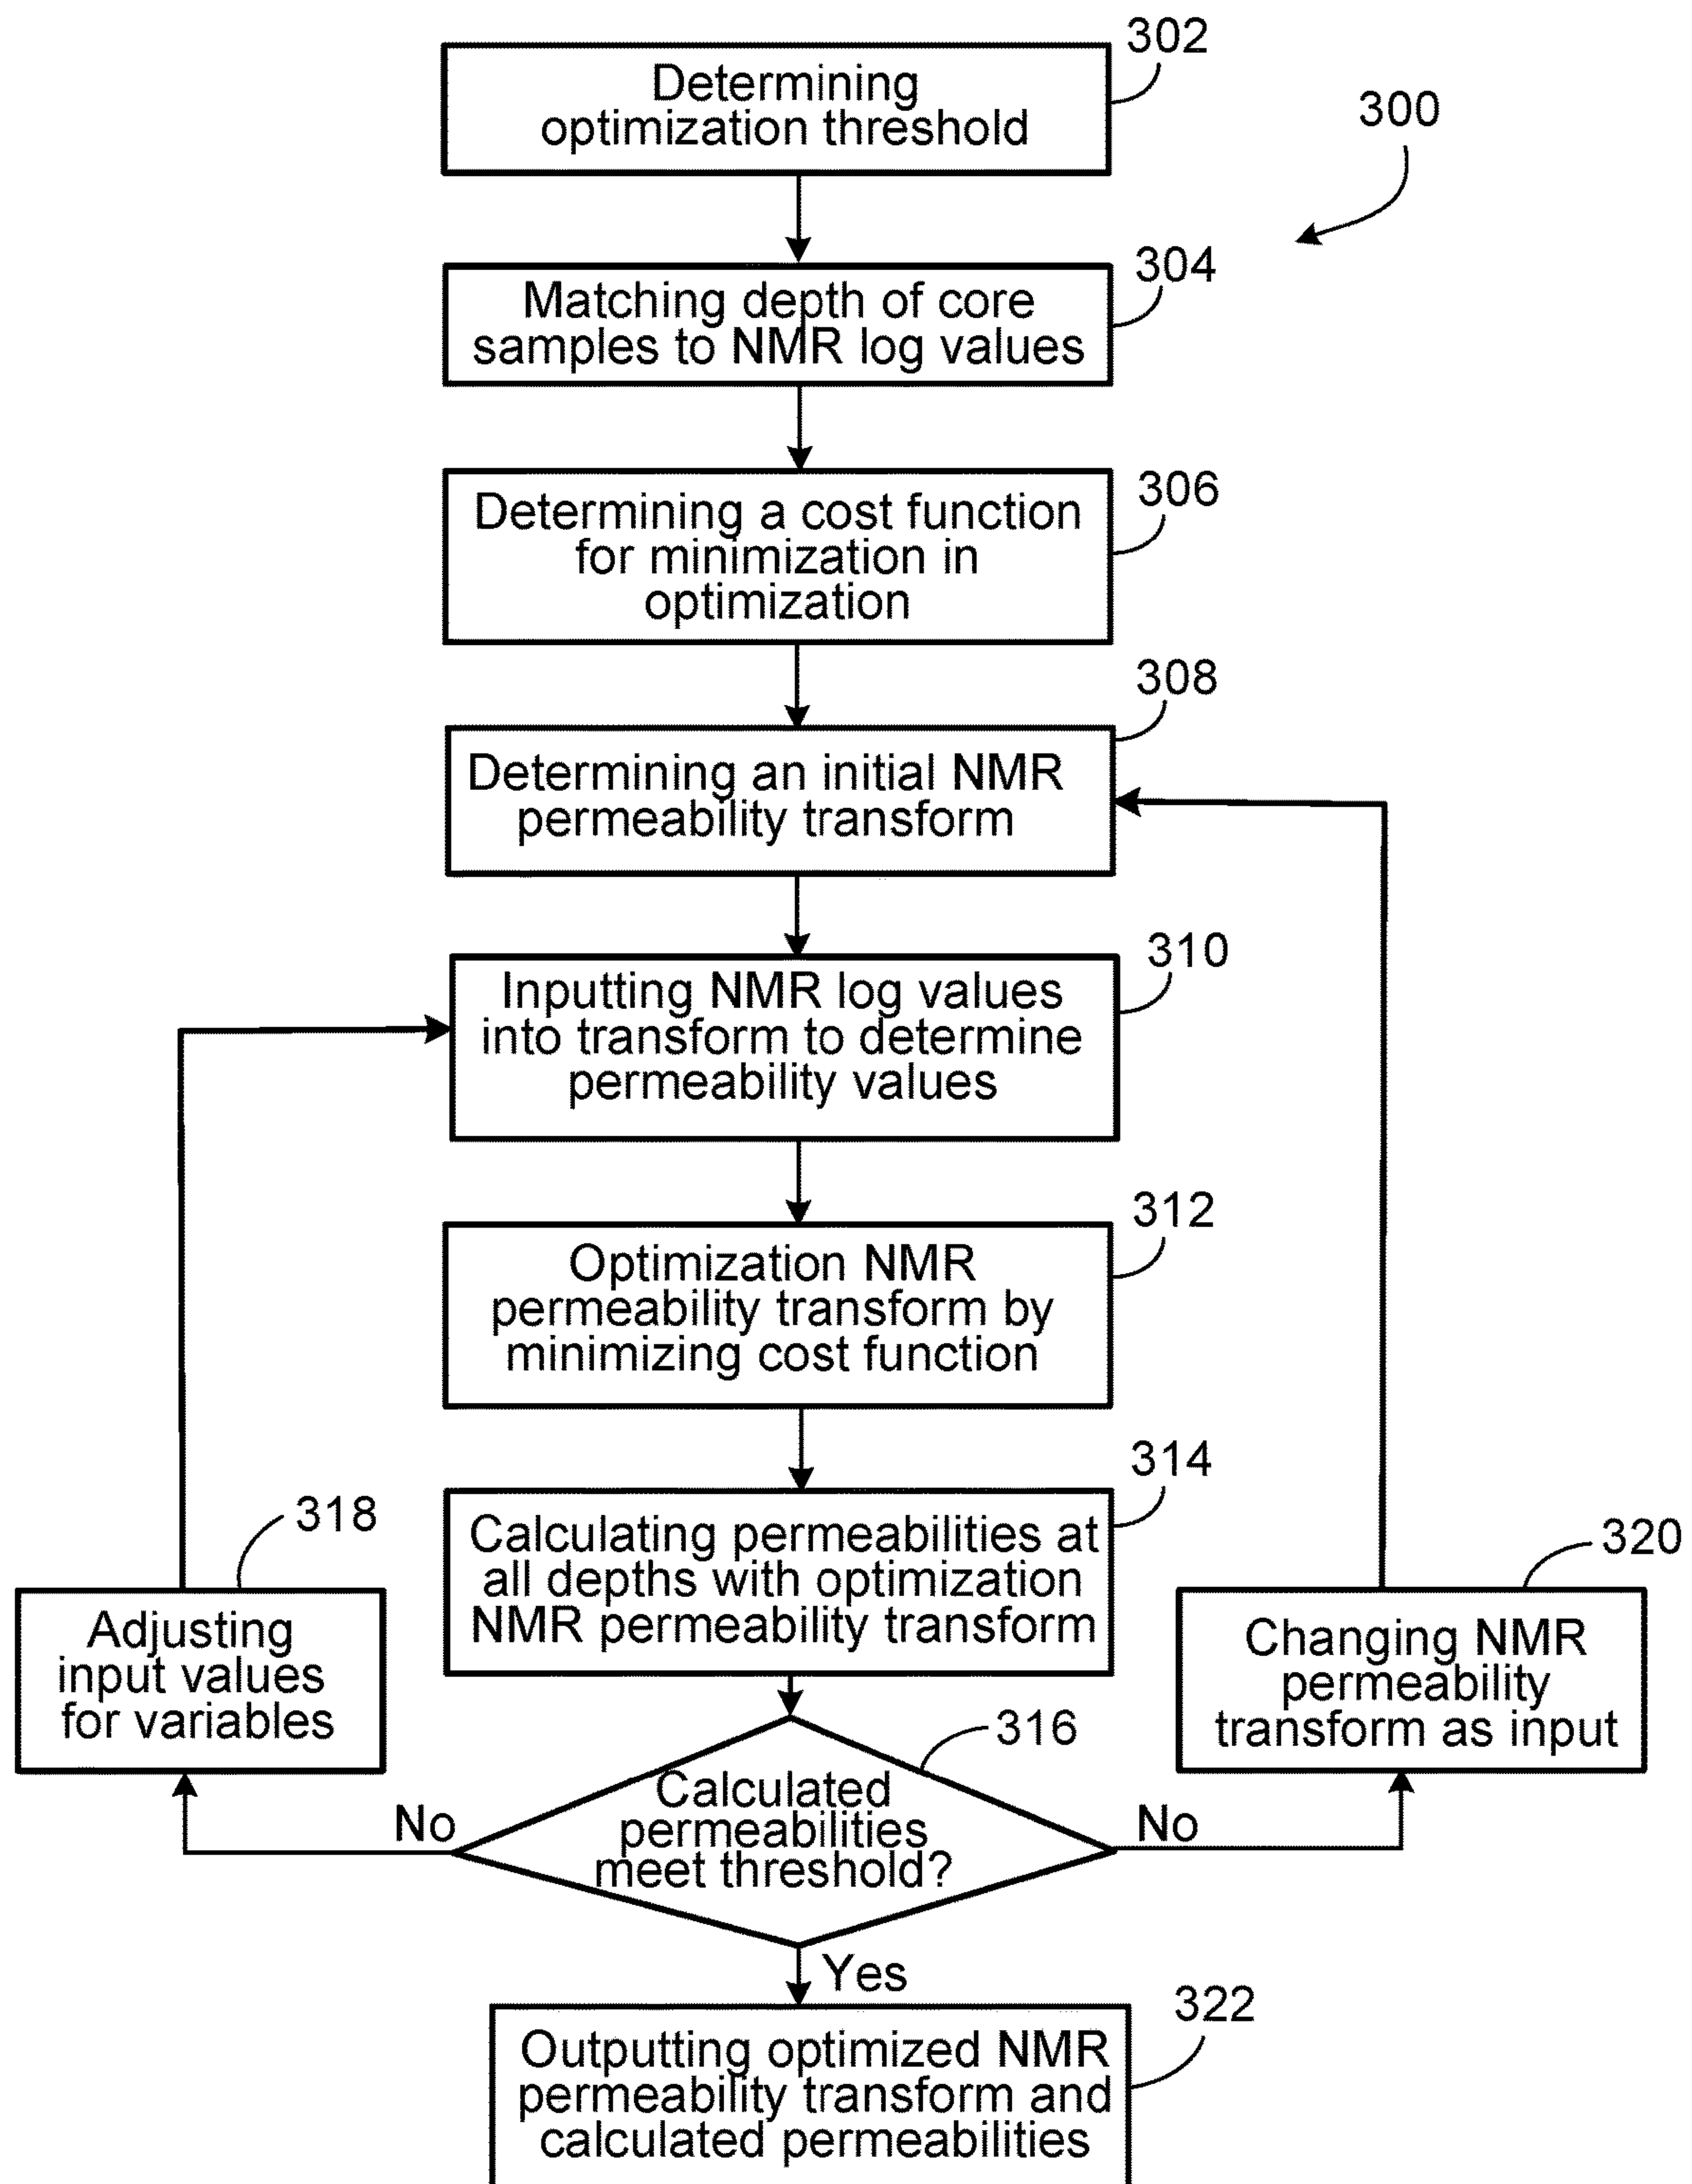 302
Determining
optimization threshold
300
304
Matching depth of core
samples to NMR log values
306
Determining a cost function
for minimization in
optimization
308
Determining an initial NMR
permeability transform
310
Inputting NMR log values
into transform to determine
permeability values
312
Optimization NMR
permeability transform by
minimizing cost function
314
Calculating permeabilities at
all depths with optimization
NMR permeability transform
318
Adjusting
input values
for variables
320
Changing NMR
permeability
transform as input
316
Calculated
permeabilities
meet threshold?
No
No
Yes
322
Outputting optimized NMR
permeability transform and
calculated permeabilities